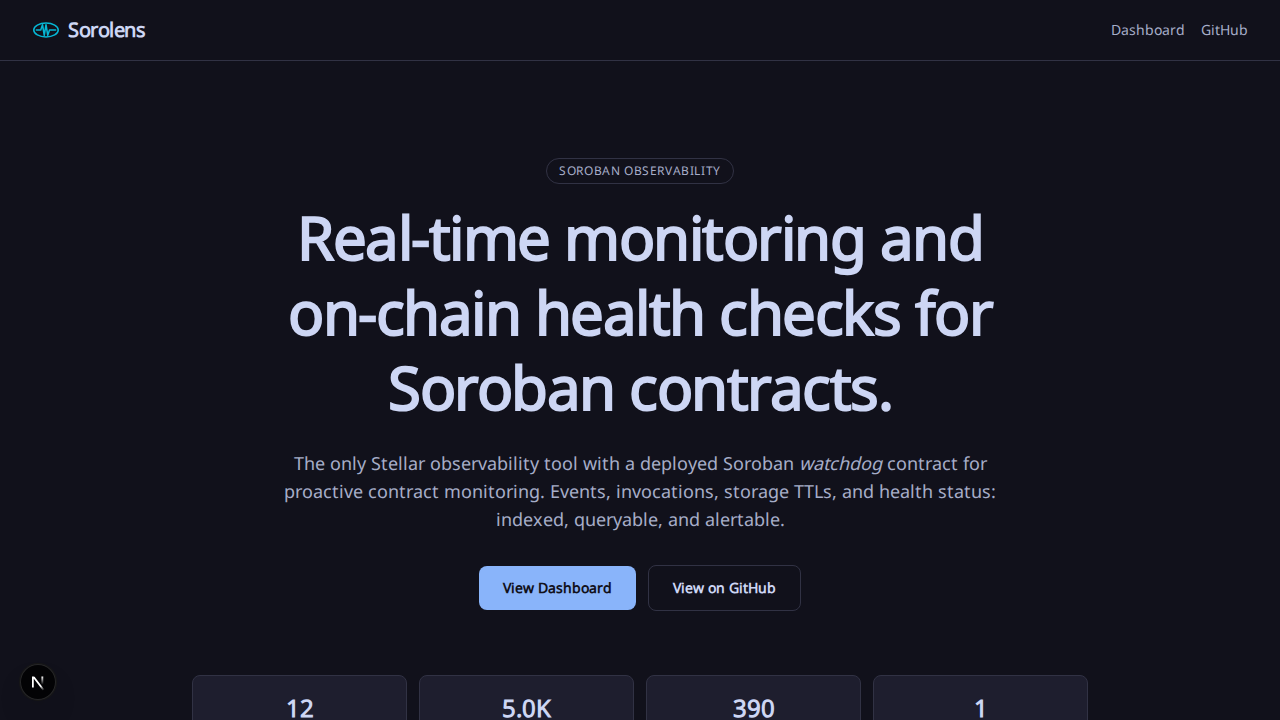 Sorolens
Dashboard
GitHub
SOROBAN OBSERVABILITY
Real-time monitoring and
on-chain health checks for
Soroban contracts.
The only Stellar observability tool with a deployed Soroban watchdog contract for
proactive contract monitoring. Events, invocations, storage TTLs, and health status:
indexed, queryable, and alertable.
View Dashboard
View on GitHub
12
5.0K
390
1
N